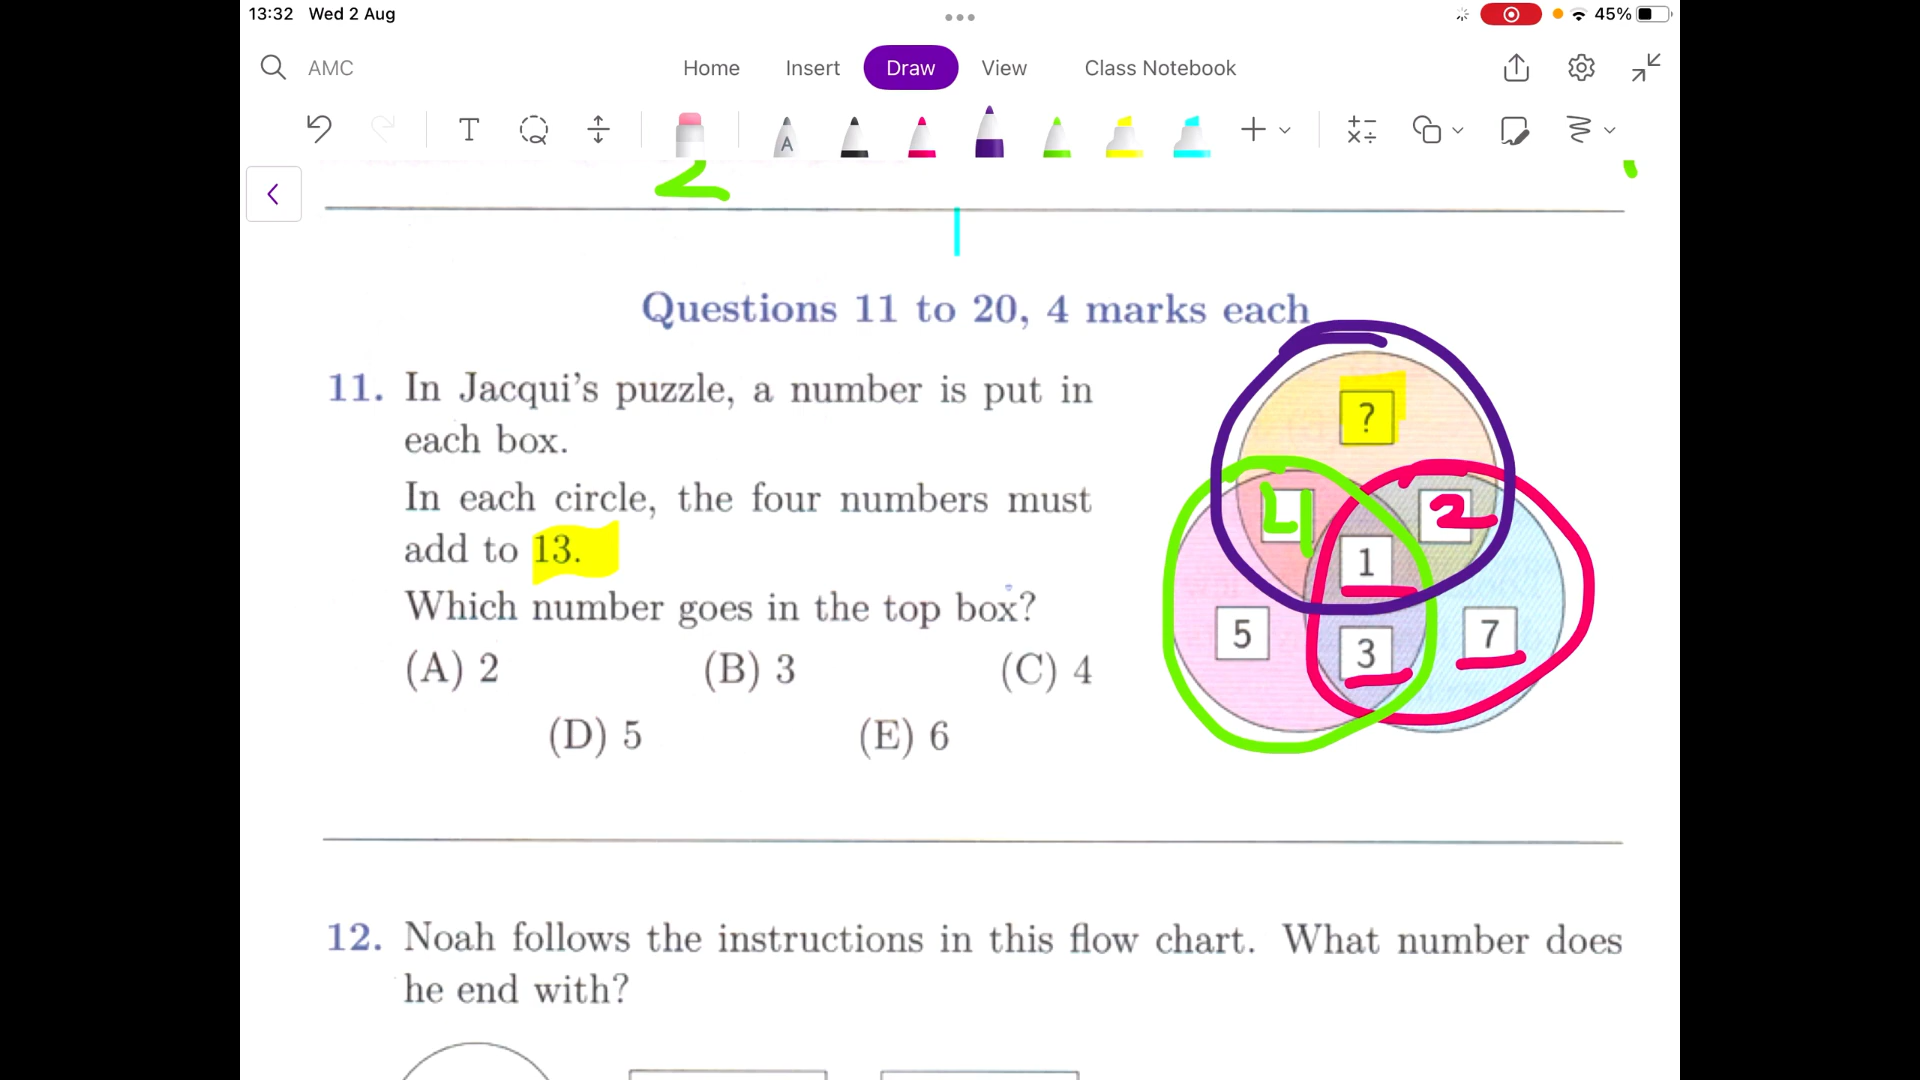 13:32 Wed 2 Aug
45%
AMC
Home Insert Draw View Class Notebook
T
A
2
Questions 11 to 20, 4 marks each
11. In Jacqui's puzzle, a number is put in
each box.
In each circle, the four numbers must
add to 13.
Which number goes in the top box?
(A) 2 (B) 3 (C) 4
(D) 5 (E) 6
?
4
2
1
5
3
7
12. Noah follows the instructions in this flow chart. What number does
he end with?